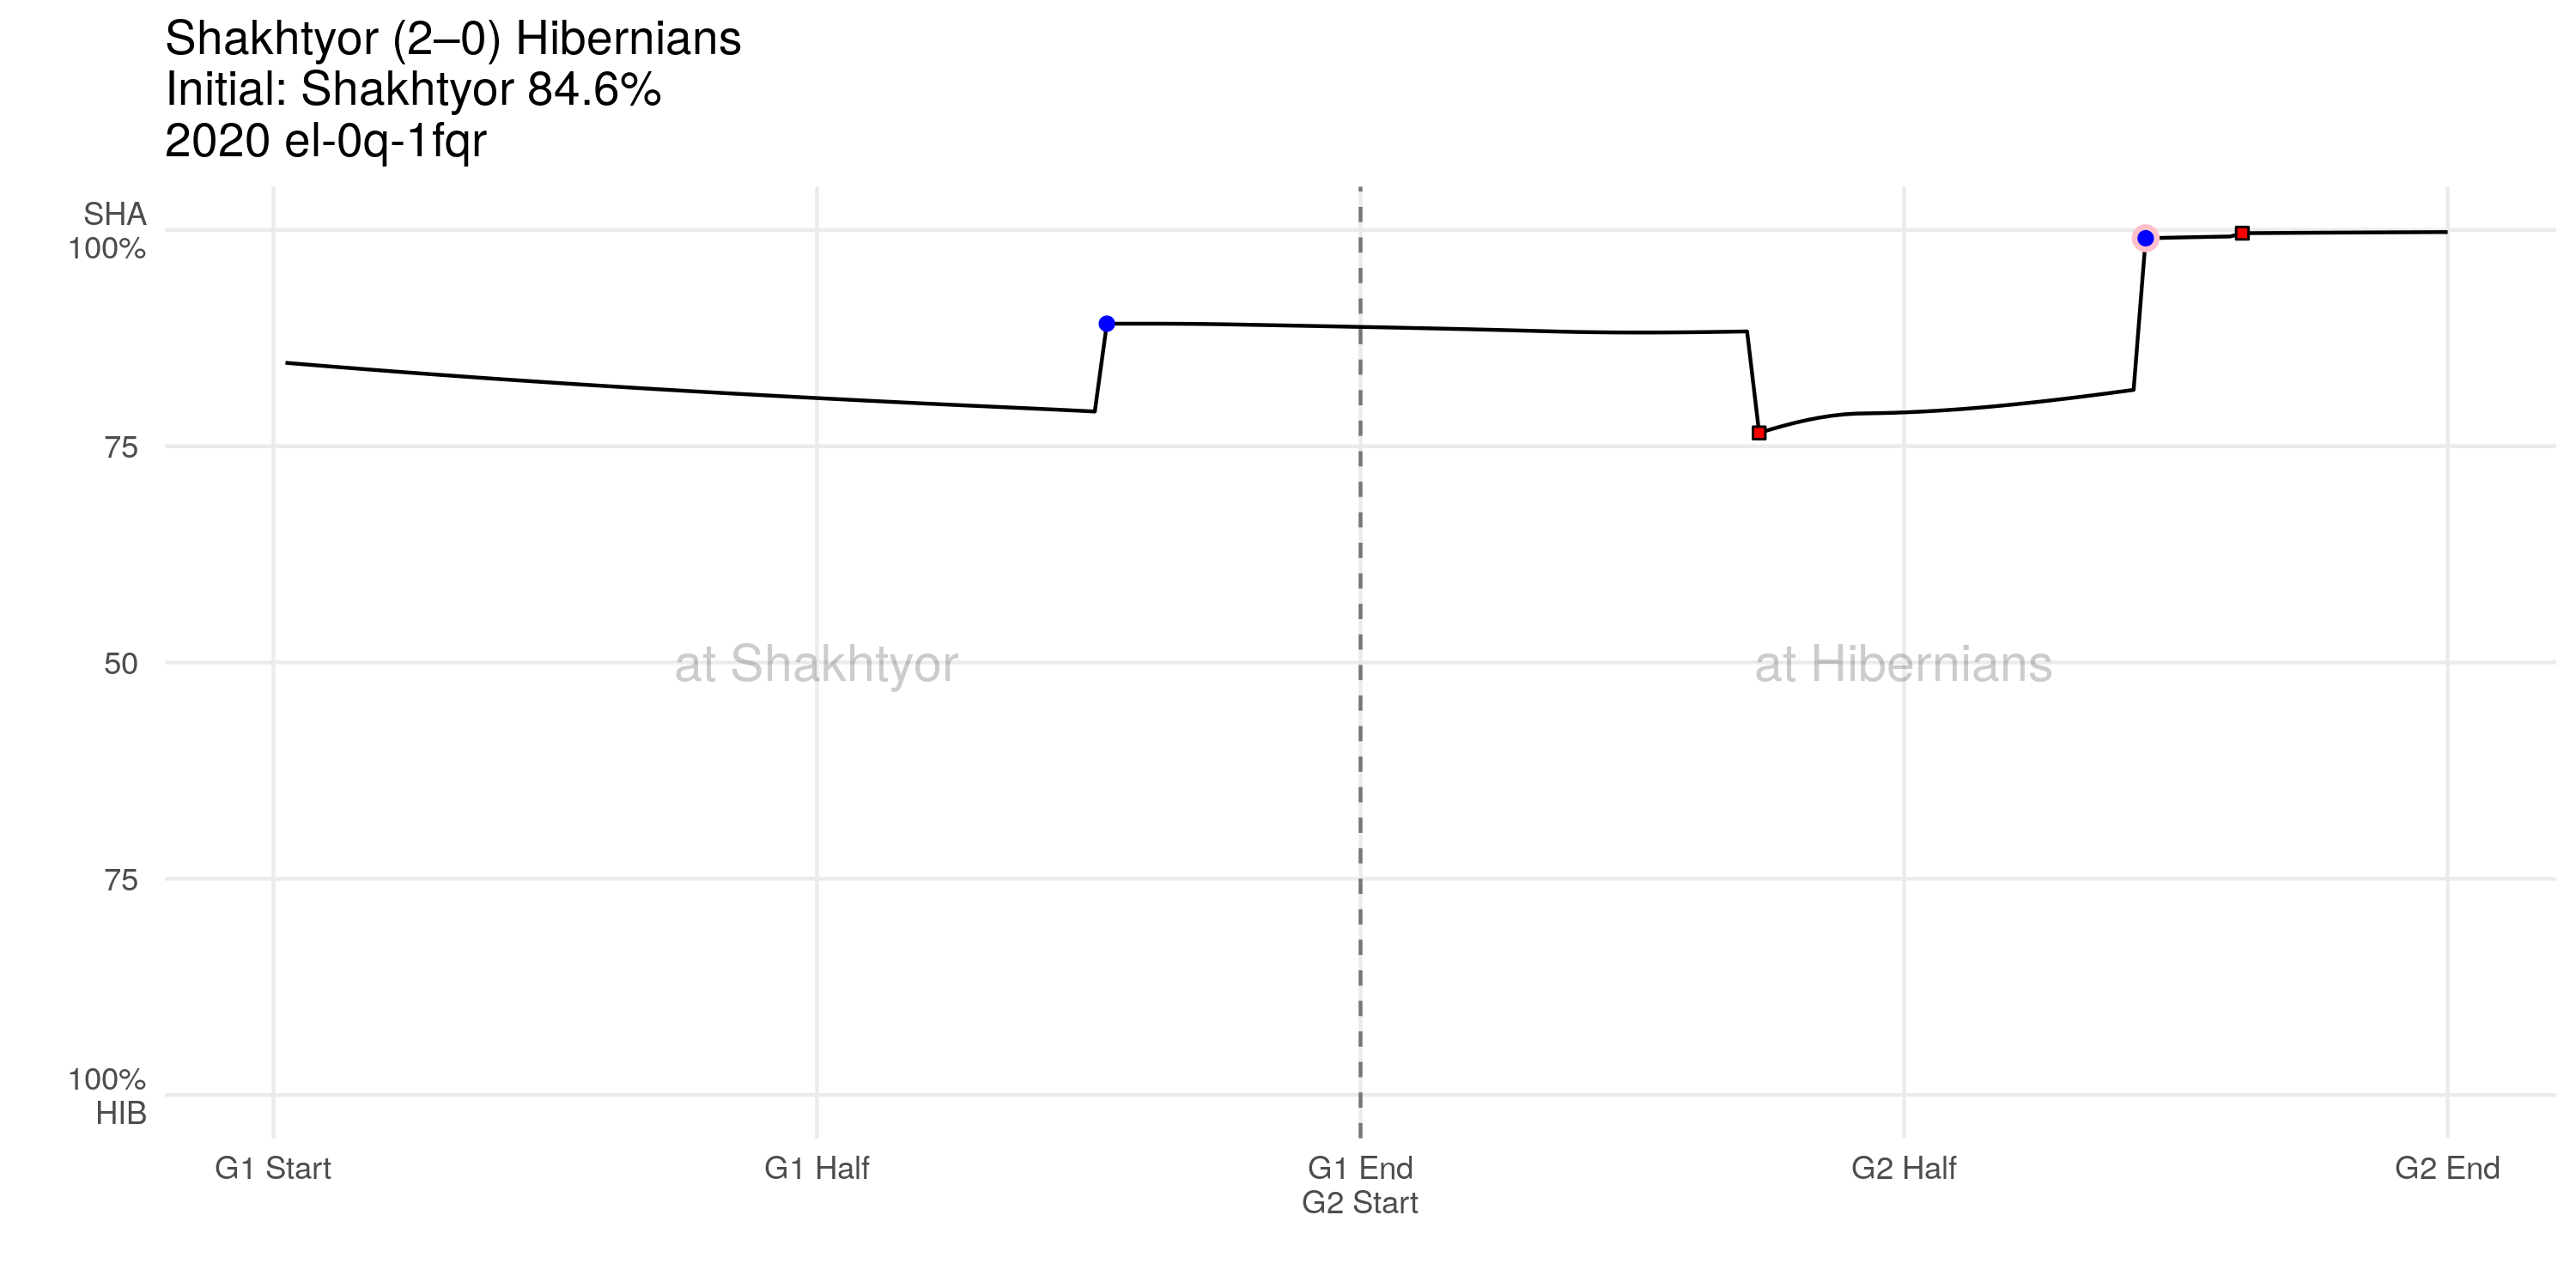 Shakhtyor (2–0) Hibernians
Initial: Shakhtyor 84.6%
2020 el-0q-1fqr
SHA
100%
75
50
75
100%
HIB
at Shakhtyor
at Hibernians
G1 Start
G1 Half
G1 End
G2 Start
G2 Half
G2 End